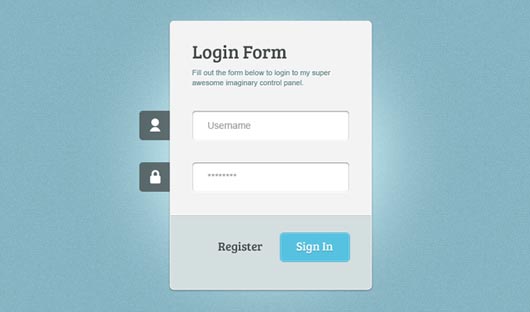 Login Form
Fill out the form below to login to my super
awesome imaginary control panel.
Username
********
Register Sign In